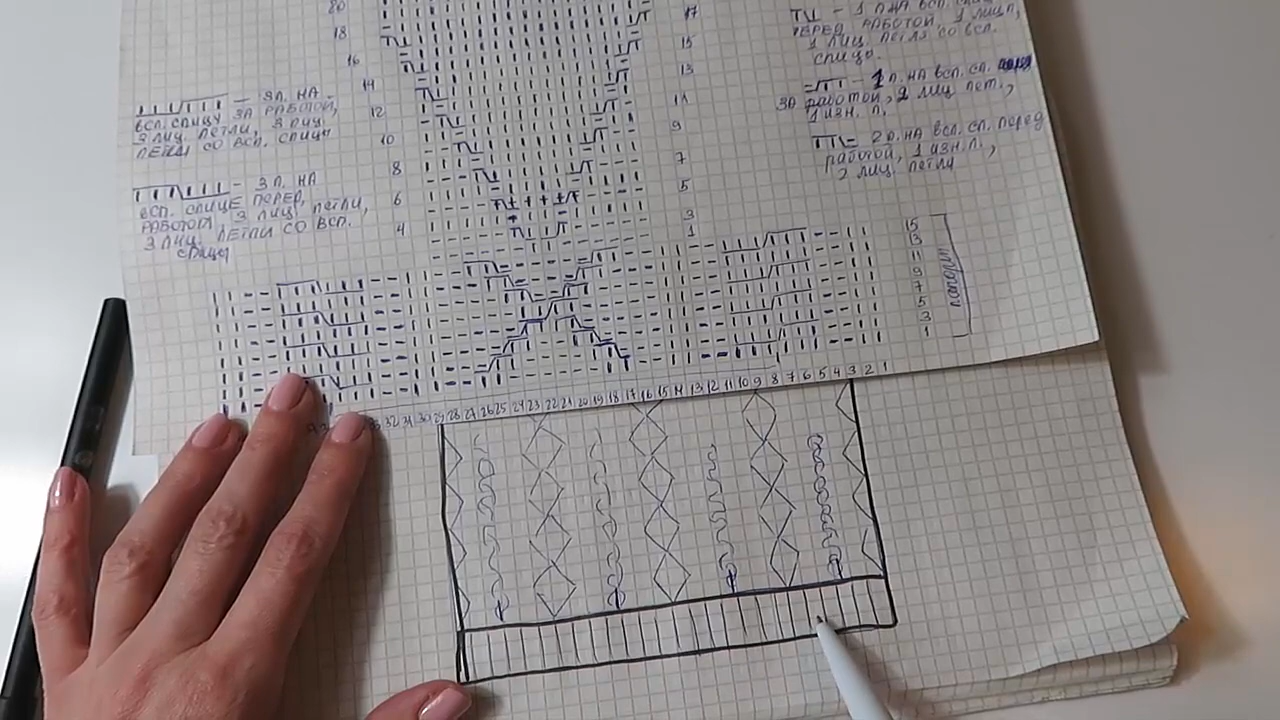 20
18
16
14
12
10
8
6
4
17
15
13
11
9
7
5
3
1
— 3 П. НА
ВСП. СПИЦУ ЗА РАБОТОЙ,
3 ЛИЦ. ПЕТЛИ, 3 ЛИЦ.
ПЕТЛИ СО ВСП. СПИЦЫ
— 3 П. НА
ВСП. СПИЦЕ ПЕРЕД,
РАБОТОЙ 3 ЛИЦ. ПЕТЛИ,
3 ЛИЦ. ПЕТЛИ СО ВСП.
СПИЦЫ
— 1 П НА ВСП. СПИЦ.
ПЕРЕД РАБОТОЙ, 1 ЛИЦ П,
1 ЛИЦ. ПЕТЛЯ СО ВСП.
СПИЦЫ.
— 1 П. НА ВСП. СП.
ЗА РАБОТОЙ, 2 ЛИЦ ПЕТ.,
1 ИЗН. П.
— 2 П. НА ВСП. СП. ПЕРЕД
РАБОТОЙ, 1 ИЗН. П.,
2 ЛИЦ. ПЕТЛИ
15
13
11
9
7
5
3
1
раппорт
33 32 31 30 29 28 27 26 25 24 23 22 21 20 19 18 17 16 15 14 13 12 11 10 9 8 7 6 5 4 3 2 1